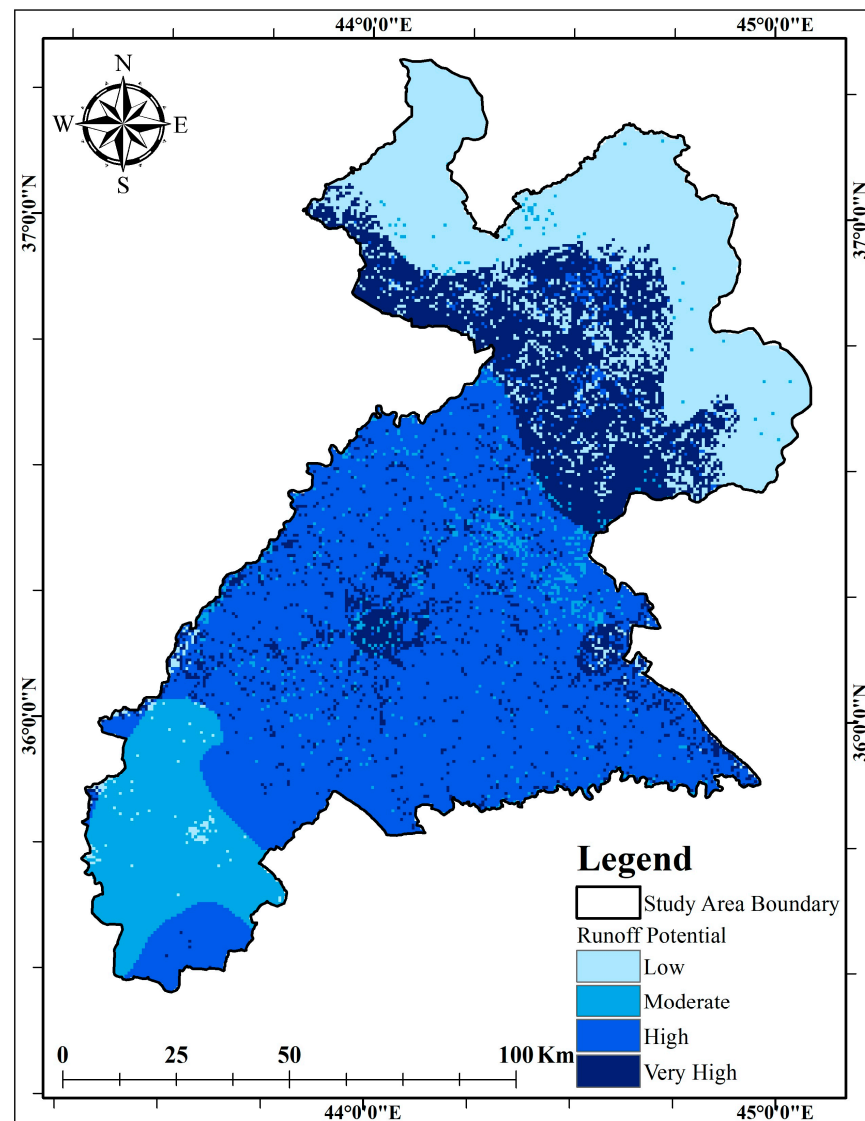 44°0'0"E 45°0'0"E
N
W E
S
37°0'0"N 37°0'0"N
36°0'0"N 36°0'0"N
Legend
Study Area Boundary
Runoff Potential
Low
Moderate
High
Very High
0 25 50 100 Km
44°0'0"E 45°0'0"E